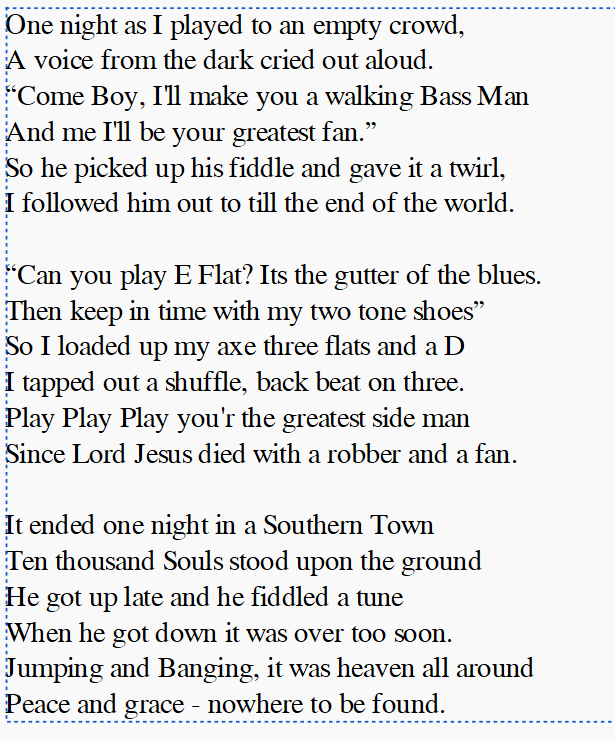 One night as I played to an empty crowd,
A voice from the dark cried out aloud.
“Come Boy, I'll make you a walking Bass Man
And me I'll be your greatest fan.”
So he picked up his fiddle and gave it a twirl,
I followed him out to till the end of the world.

“Can you play E Flat? Its the gutter of the blues.
Then keep in time with my two tone shoes”
So I loaded up my axe three flats and a D
I tapped out a shuffle, back beat on three.
Play Play Play you'r the greatest side man
Since Lord Jesus died with a robber and a fan.

It ended one night in a Southern Town
Ten thousand Souls stood upon the ground
He got up late and he fiddled a tune
When he got down it was over too soon.
Jumping and Banging, it was heaven all around
Peace and grace - nowhere to be found.